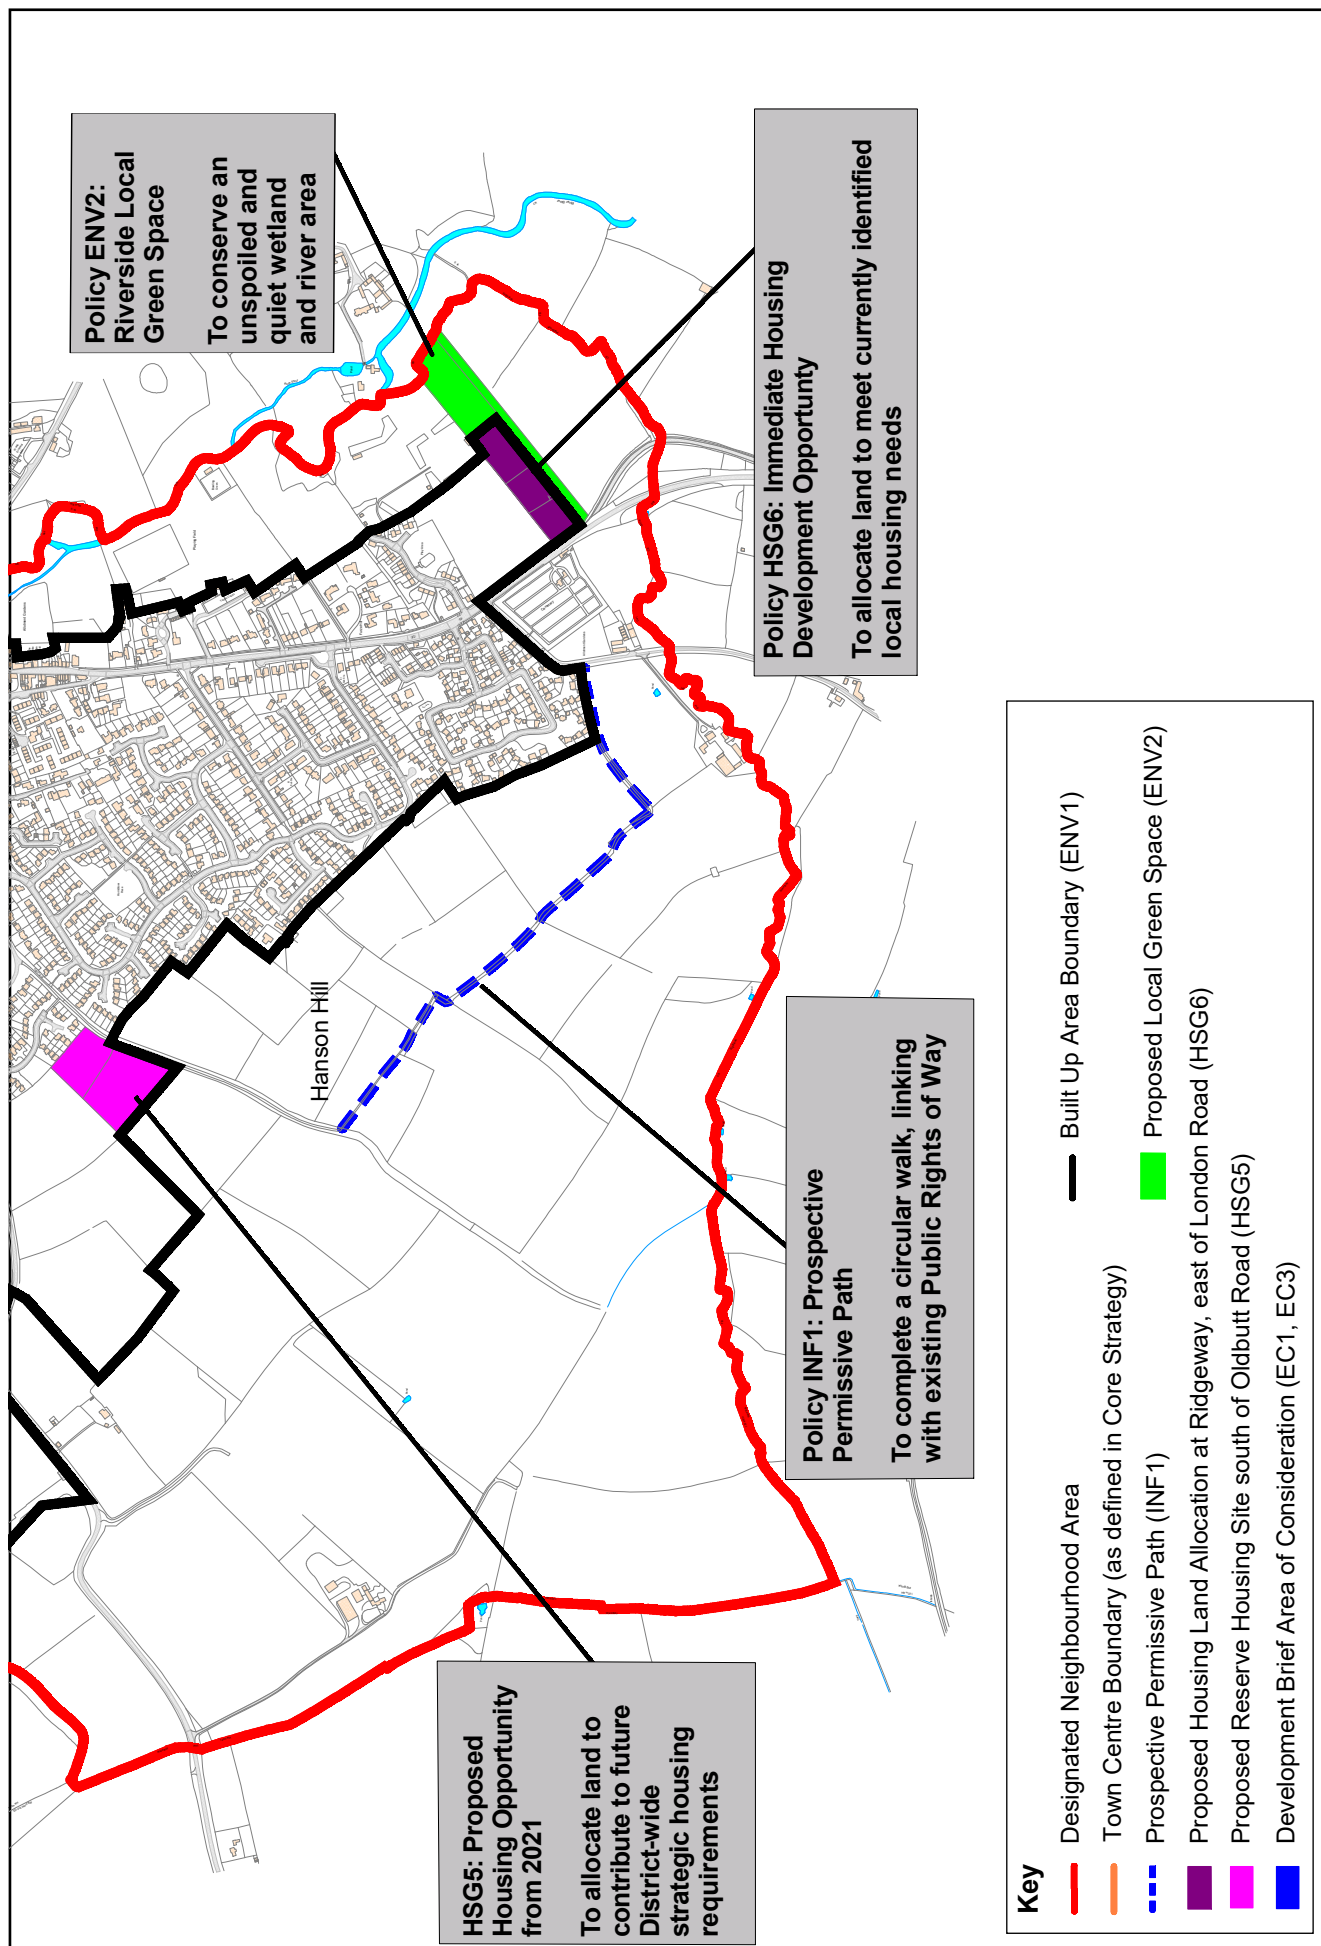 Policy ENV2:
Riverside Local
Green Space
To conserve an
unspoiled and
quiet wetland
and river area
Policy HSG6: Immediate Housing
Development Opportunty
To allocate land to meet currently identified
local housing needs
Hanson Hill
Policy INF1: Prospective
Permissive Path
To complete a circular walk, linking
with existing Public Rights of Way
HSG5: Proposed
Housing Opportunity
from 2021
To allocate land to
contribute to future
District-wide
strategic housing
requirements
Key
Designated Neighbourhood Area
Built Up Area Boundary (ENV1)
Town Centre Boundary (as defined in Core Strategy)
Prospective Permissive Path (INF1)
Proposed Local Green Space (ENV2)
Proposed Housing Land Allocation at Ridgeway, east of London Road (HSG6)
Proposed Reserve Housing Site south of Oldbutt Road (HSG5)
Development Brief Area of Consideration (EC1, EC3)